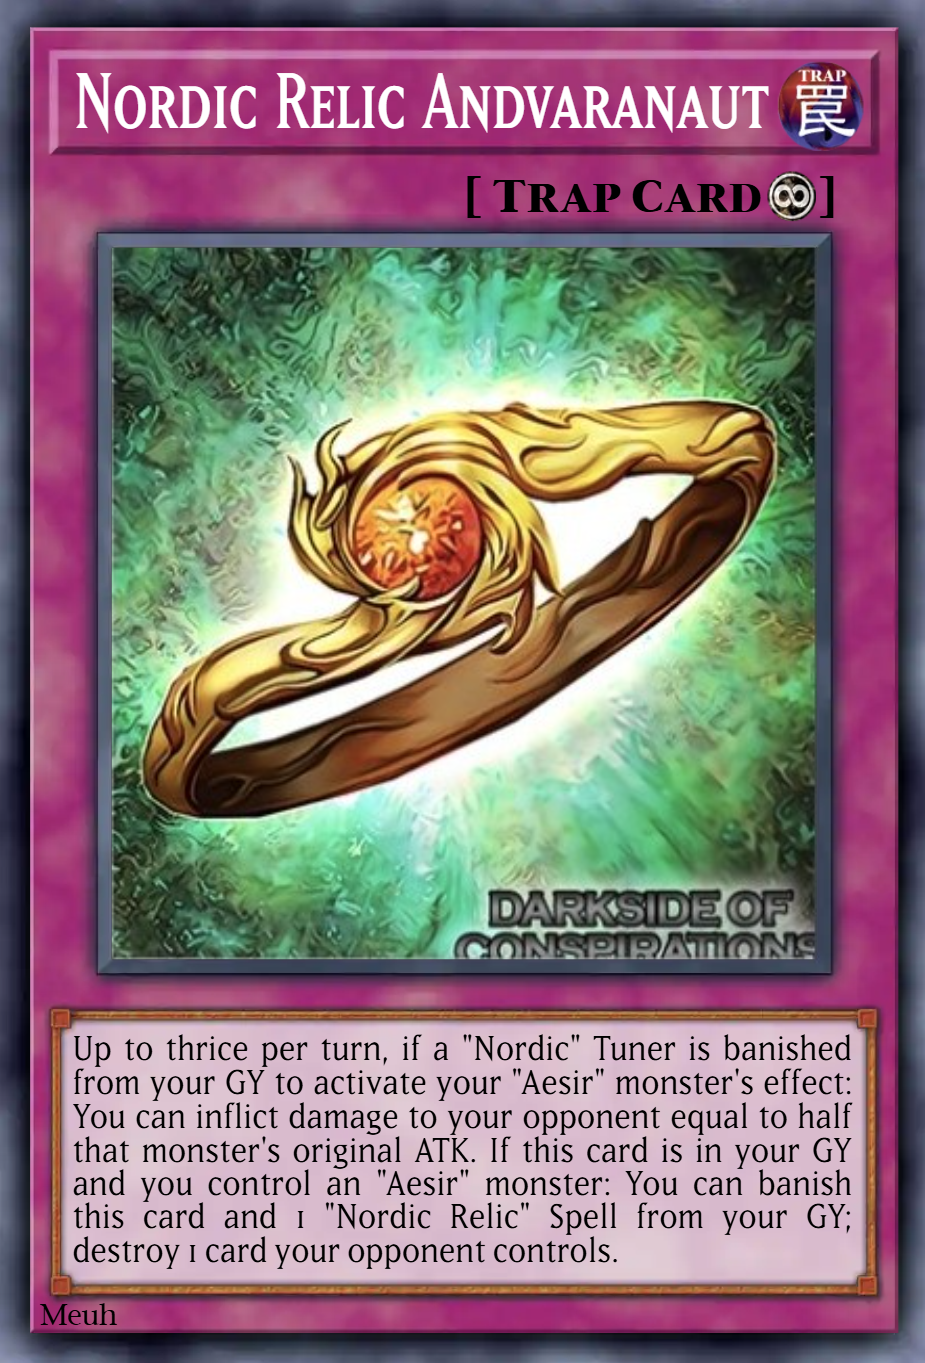 Nordic Relic Andvaranaut
TRAP
罠
[ Trap Card ]
DARKSIDE OF
CONSPIRATIONS
Up to thrice per turn, if a "Nordic" Tuner is banished
from your GY to activate your "Aesir" monster's effect:
You can inflict damage to your opponent equal to half
that monster's original ATK. If this card is in your GY
and you control an "Aesir" monster: You can banish
this card and 1 "Nordic Relic" Spell from your GY;
destroy 1 card your opponent controls.
Meuh